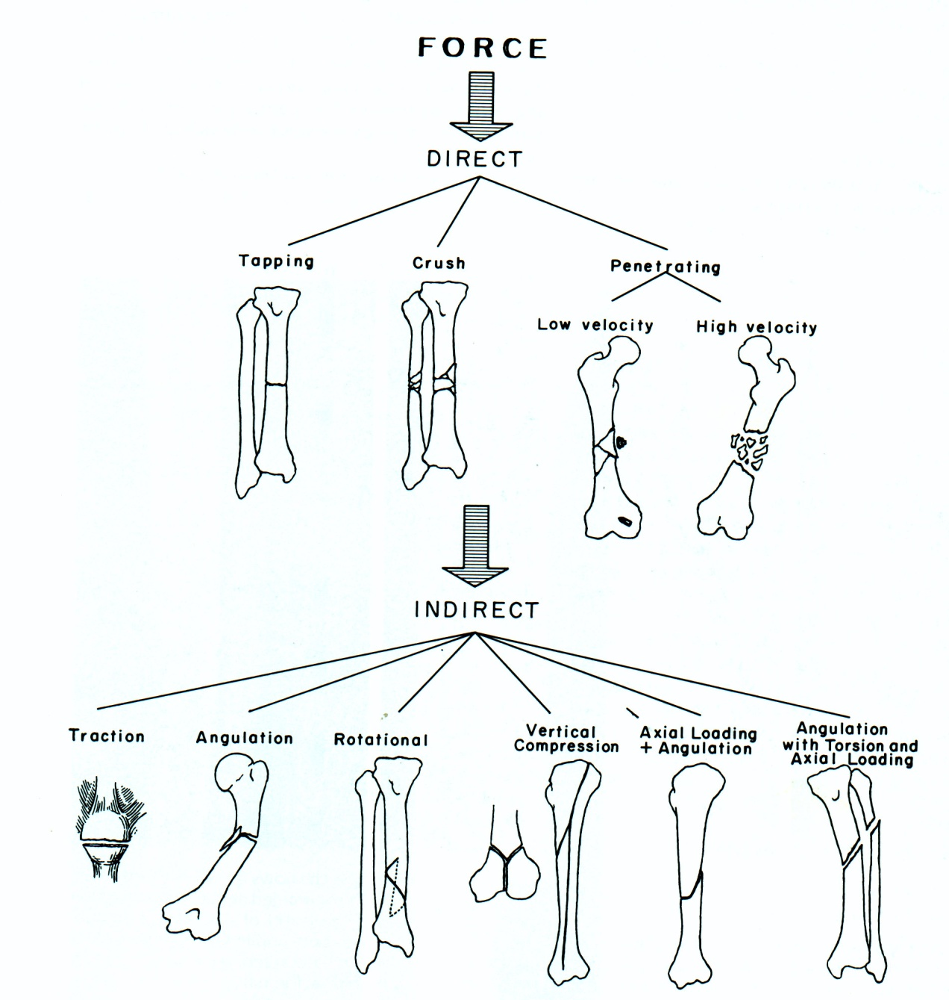 FORCE
DIRECT
Tapping
Crush
Penetrating
Low velocity
High velocity
INDIRECT
Traction
Angulation
Rotational
Vertical
Compression
Axial Loading
+ Angulation
Angulation
with Torsion and
Axial Loading